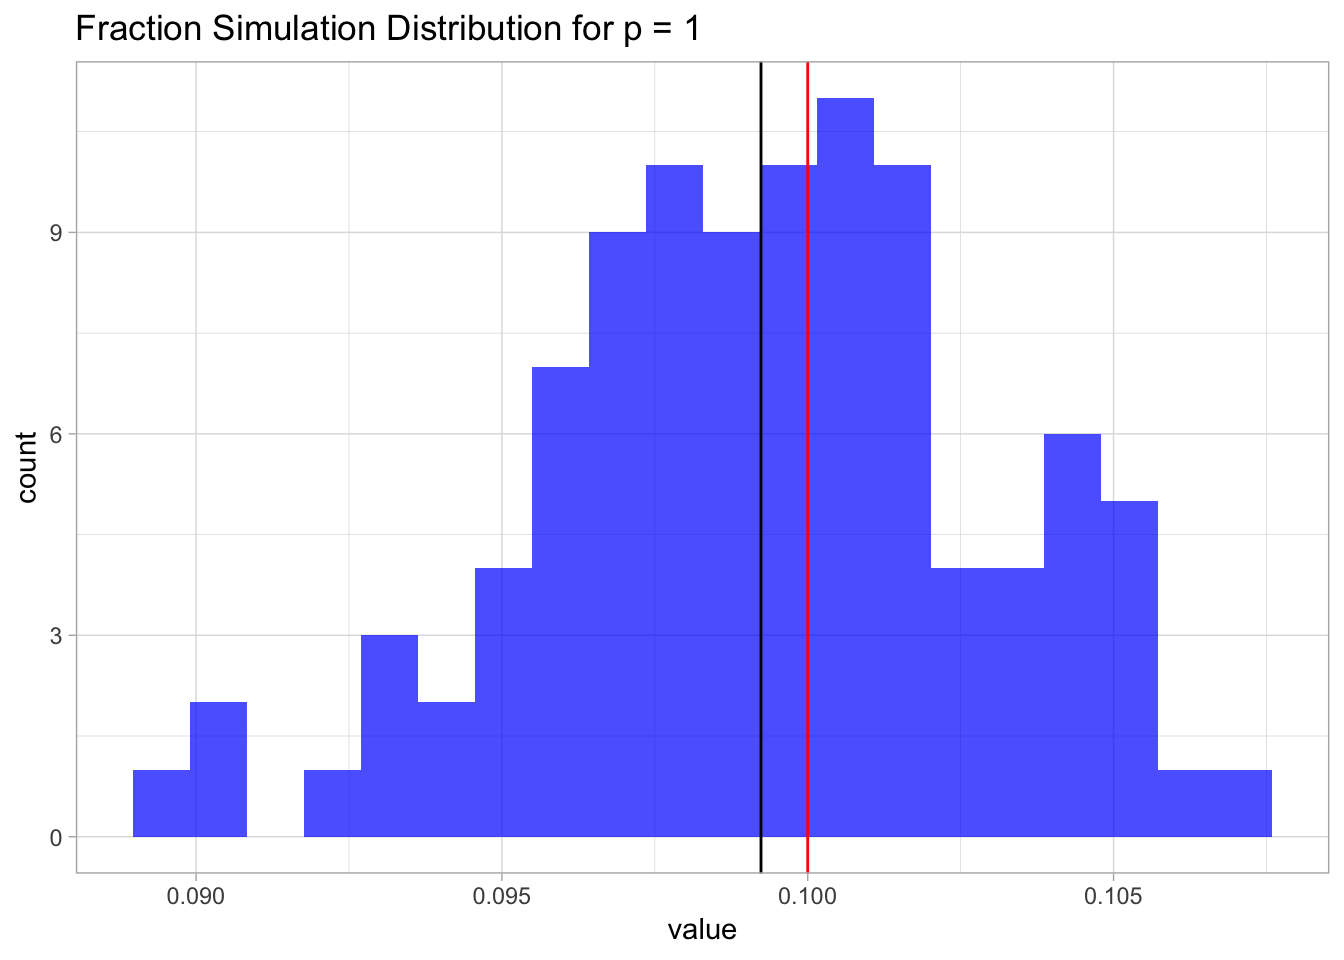 Fraction Simulation Distribution for p = 1
9
6
3
0
count
0.090 0.095 0.100 0.105
value